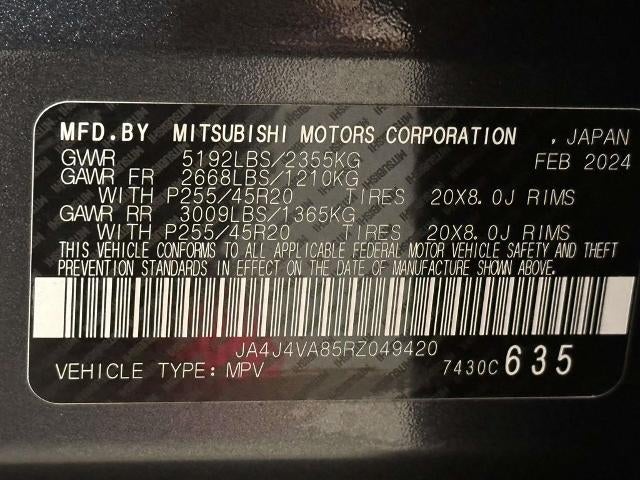 MFD.BY MITSUBISHI MOTORS CORPORATION , JAPAN
GVWR 5192LBS/2355KG FEB 2024
GAWR FR 2668LBS/1210KG
WITH P255/45R20 TIRES 20X8.0J RIMS
GAWR RR 3009LBS/1365KG
WITH P255/45R20 TIRES 20X8.0J RIMS
THIS VEHICLE CONFORMS TO ALL APPLICABLE FEDERAL MOTOR VEHICLE SAFETY AND THEFT
PREVENTION STANDARDS IN EFFECT ON THE DATE OF MANUFACTURE SHOWN ABOVE.
JA4J4VA85RZ049420
VEHICLE TYPE: MPV 7430C 635